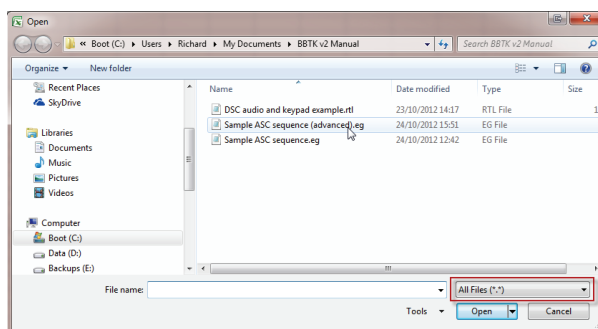 Open
« Boot (C:) ▸ Users ▸ Richard ▸ My Documents ▸ BBTK v2 Manual
Search BBTK v2 Manual
Organize ▾ New folder
Recent Places
SkyDrive
Libraries
Documents
Music
Pictures
Videos
Computer
Boot (C:)
Data (D:)
Backups (E:)
Name Date modified Type Size
DSC audio and keypad example.rtl 23/10/2012 14:17 RTL File 1
Sample ASC sequence (advanced).eg 24/10/2012 15:51 EG File
Sample ASC sequence.eg 24/10/2012 12:42 EG File
File name:
All Files (*.*)
Tools Open Cancel